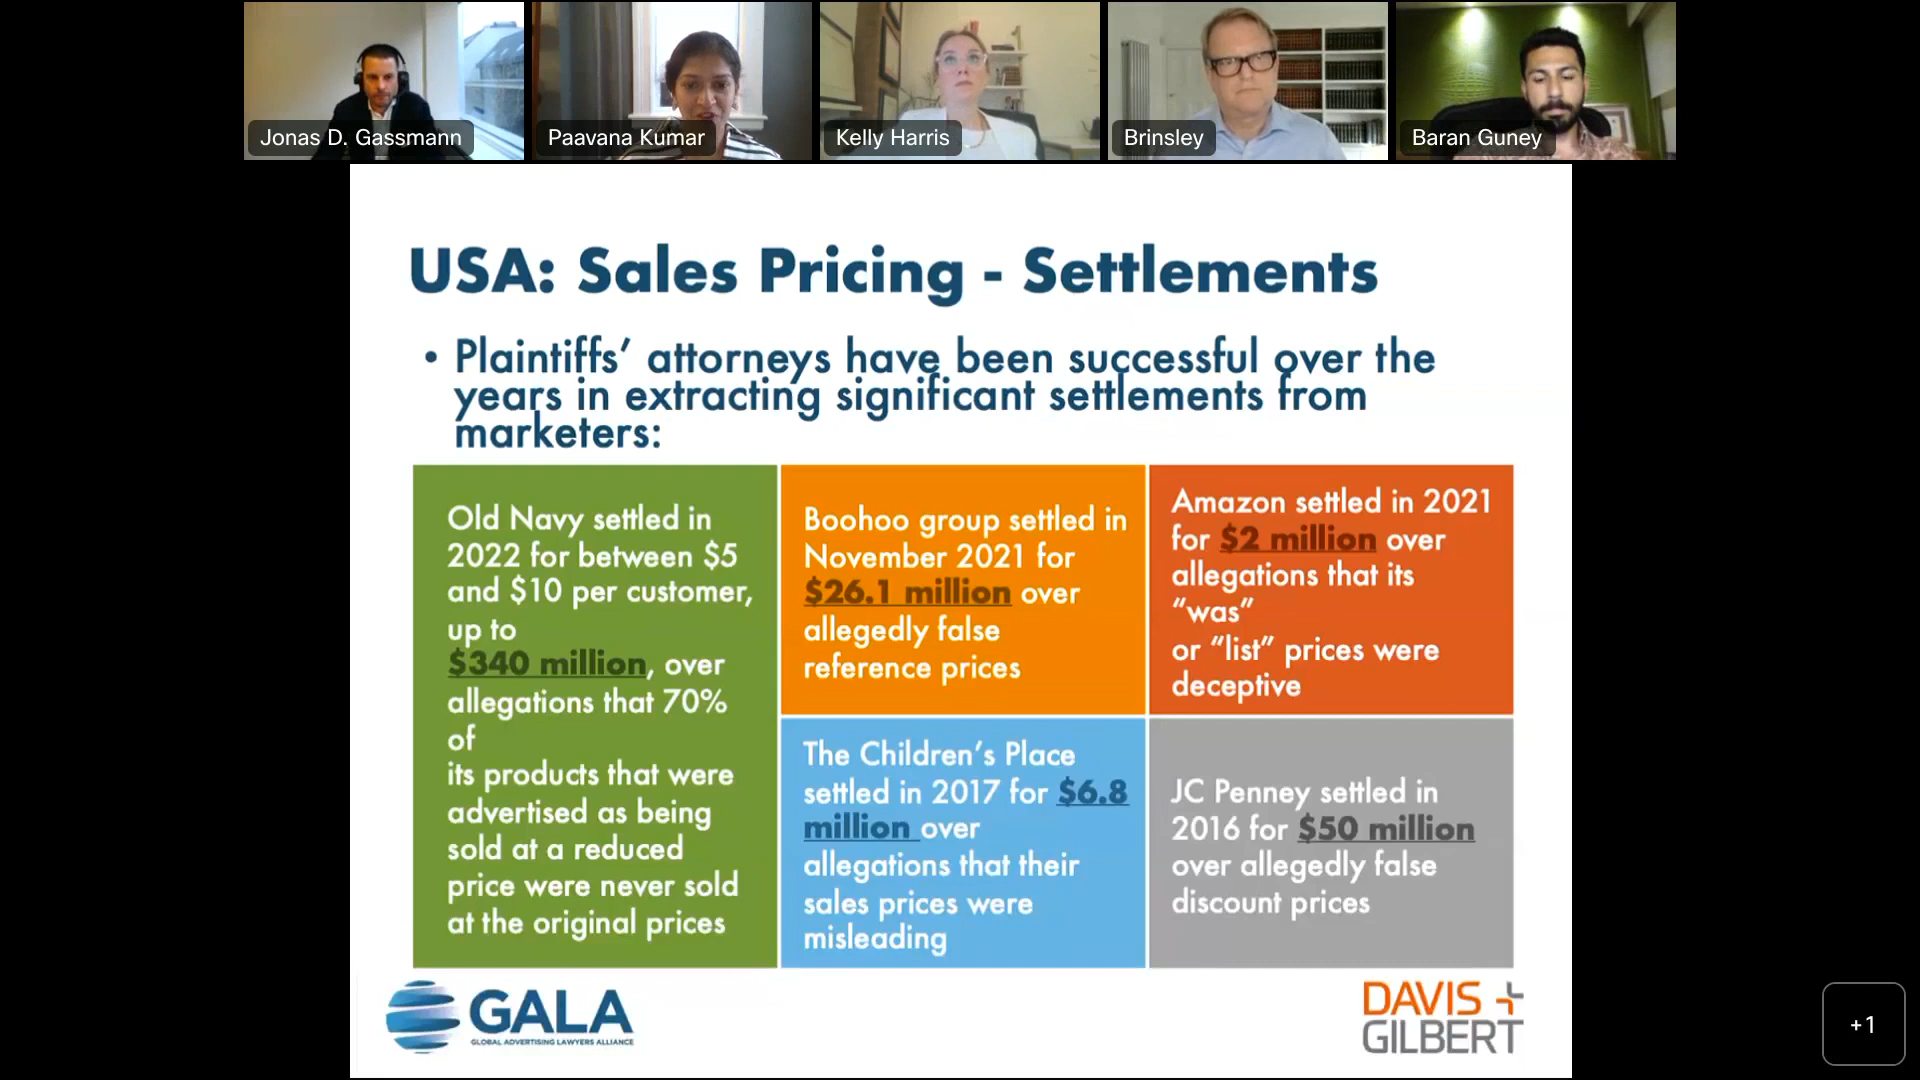 Jonas D. Gassmann
Paavana Kumar
Kelly Harris
Brinsley
Baran Guney
USA: Sales Pricing - Settlements
• Plaintiffs’ attorneys have been successful over the
years in extracting significant settlements from
marketers:
Old Navy settled in
2022 for between $5
and $10 per customer,
up to
$340 million, over
allegations that 70%
of
its products that were
advertised as being
sold at a reduced
price were never sold
at the original prices
Boohoo group settled in
November 2021 for
$26.1 million over
allegedly false
reference prices
Amazon settled in 2021
for $2 million over
allegations that its
“was”
or “list” prices were
deceptive
The Children’s Place
settled in 2017 for $6.8
million over
allegations that their
sales prices were
misleading
JC Penney settled in
2016 for $50 million
over allegedly false
discount prices
GALA
GLOBAL ADVERTISING LAWYERS ALLIANCE
DAVIS+
GILBERT
+1